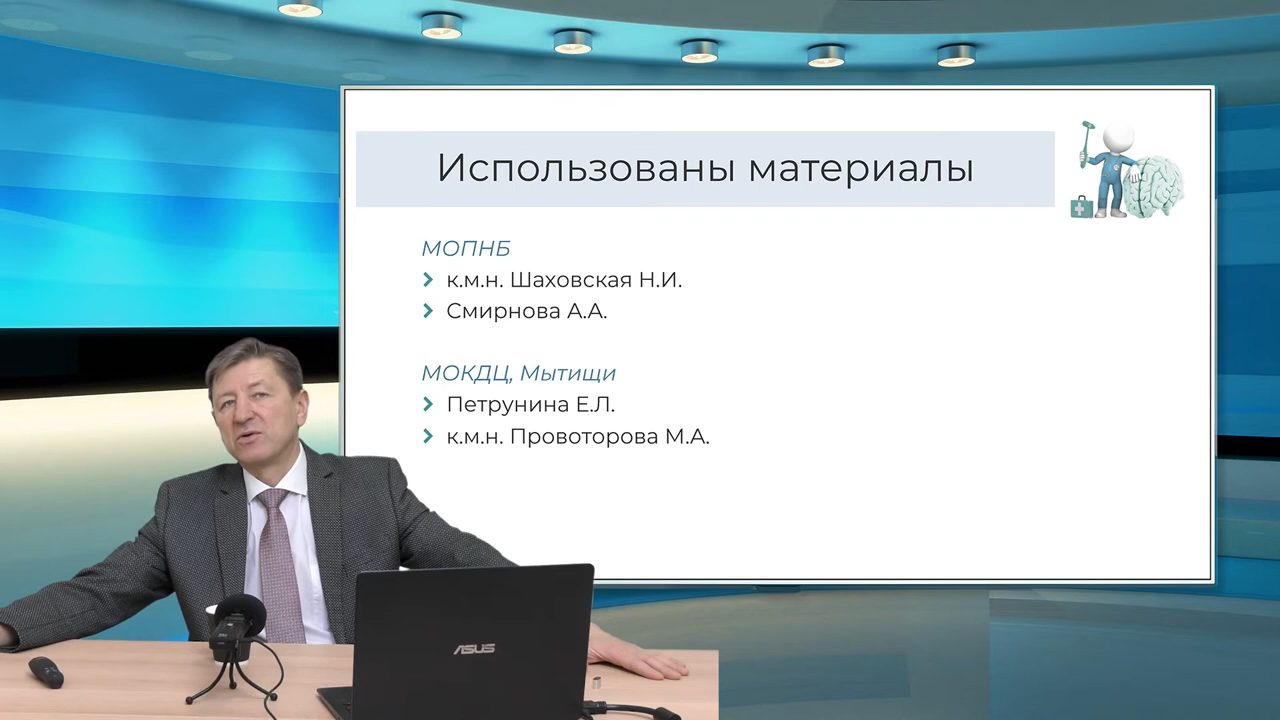 Использованы материалы
МОПНБ
к.м.н. Шаховская Н.И.
Смирнова А.А.
МОКДЦ, Мытищи
Петрунина Е.Л.
к.м.н. Провоторова М.А.
ASUS